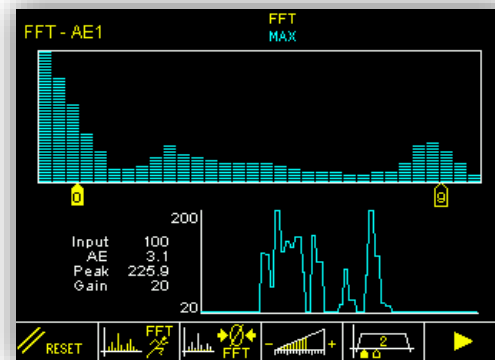 FFT - AE1
FFT
MAX
0
9
200
Input 100
AE 3.1
Peak 225.9
Gain 20
20
RESET
FFT
FFT
- +
2